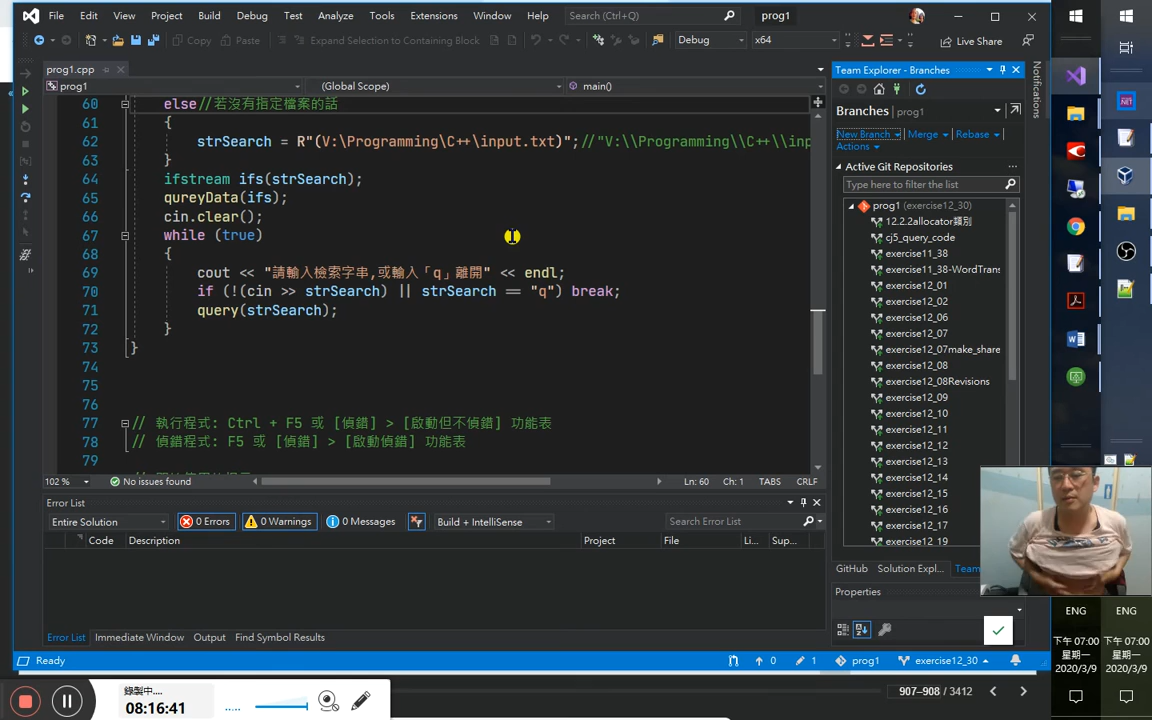 File Edit View Project Build Debug Test Analyze Tools Extensions Window Help Search (Ctrl+Q) prog1
Copy Paste Expand Selection to Containing Block Debug x64 Live Share
prog1.cpp
prog1 (Global Scope) main()
60 else//若沒有指定檔案的話
61 {
62 strSearch = R"(V:\Programming\C++\input.txt)";//"V:\\Programming\\C++\\inp
63 }
64 ifstream ifs(strSearch);
65 qureyData(ifs);
66 cin.clear();
67 while (true)
68 {
69 cout << "請輸入檢索字串,或輸入「q」離開" << endl;
70 if (!(cin >> strSearch) || strSearch == "q") break;
71 query(strSearch);
72 }
73 }
74
75
76
77 // 執行程式: Ctrl + F5 或 [偵錯] > [啟動但不偵錯] 功能表
78 // 偵錯程式: F5 或 [偵錯] > [啟動偵錯] 功能表
79
102 % No issues found Ln: 60 Ch: 1 TABS CRLF
Error List
Entire Solution 0 Errors 0 Warnings 0 Messages Build + IntelliSense Search Error List
Code Description Project File Li... Sup...
Error List Immediate Window Output Find Symbol Results
Ready 0 1 prog1 exercise12_30
Team Explorer - Branches
Notifications
Branches prog1
New Branch Merge Rebase
Actions
Active Git Repositories
Type here to filter the list
prog1 (exercise12_30)
12.2.2allocator類別
cj5_query_code
exercise11_38
exercise11_38-WordTrans
exercise12_01
exercise12_02
exercise12_06
exercise12_07
exercise12_07make_share
exercise12_08
exercise12_08Revisions
exercise12_09
exercise12_10
exercise12_11
exercise12_12
exercise12_13
exercise12_14
exercise12_15
exercise12_16
exercise12_17
exercise12_19
GitHub Solution Expl... Team
Properties
.NET
ENG ENG
下午 07:00 下午 07:00
星期一 星期一
2020/3/9 2020/3/9
錄製中....
08:16:41
907–908 / 3412